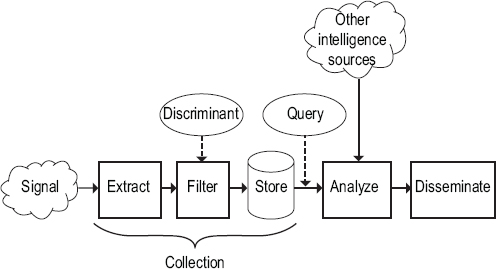 Other
intelligence
sources
Discriminant
Query
Signal
Extract
Filter
Store
Analyze
Disseminate
Collection